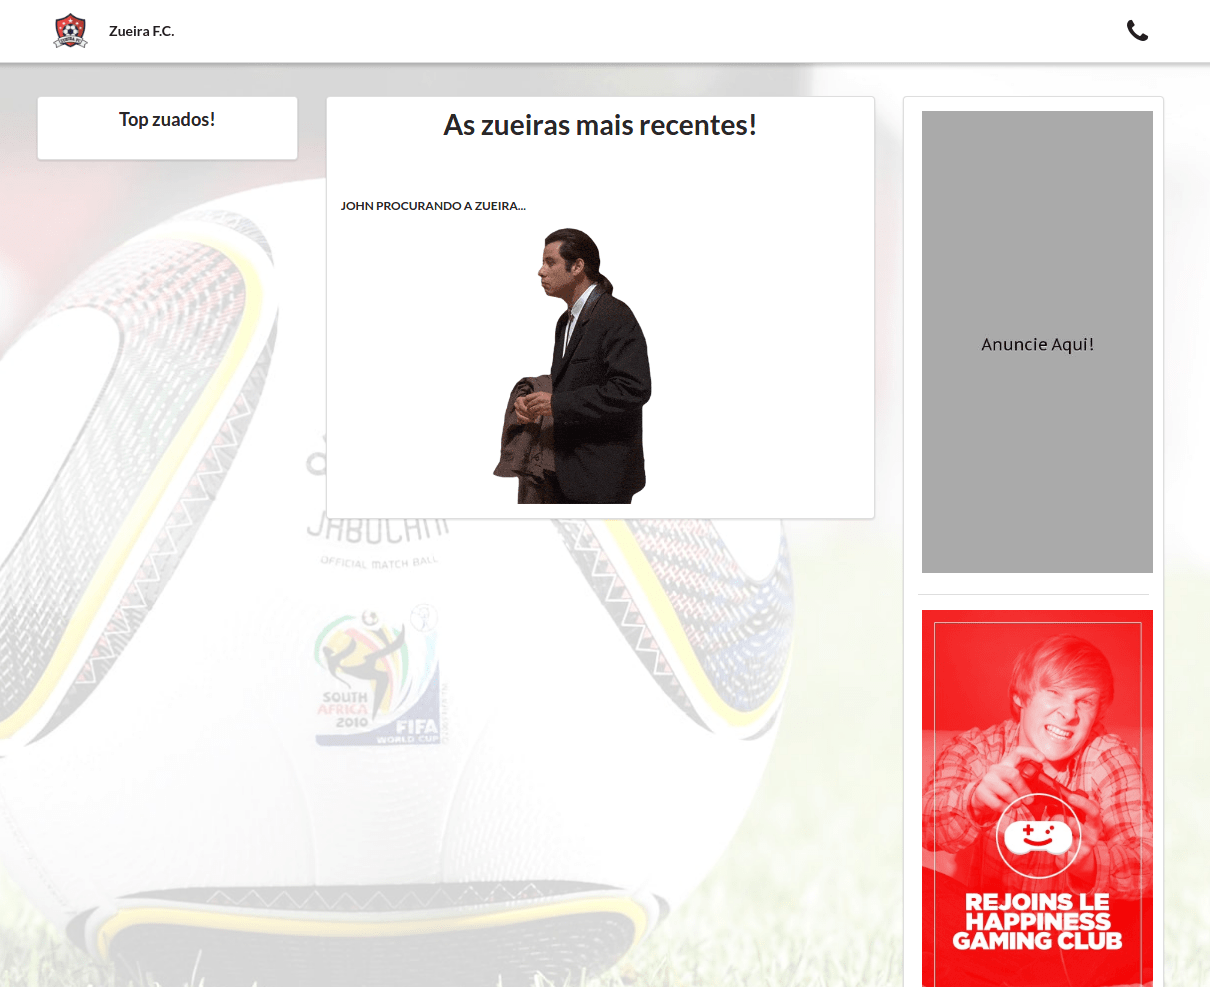 Zueira F.C.
Top zuados!
As zueiras mais recentes!
JOHN PROCURANDO A ZUEIRA...
Anuncie Aqui!
JABULANI
OFFICIAL MATCH BALL
SOUTH
AFRICA
2010
FIFA
WORLD CUP
REJOINS LE
HAPPINESS
GAMING CLUB